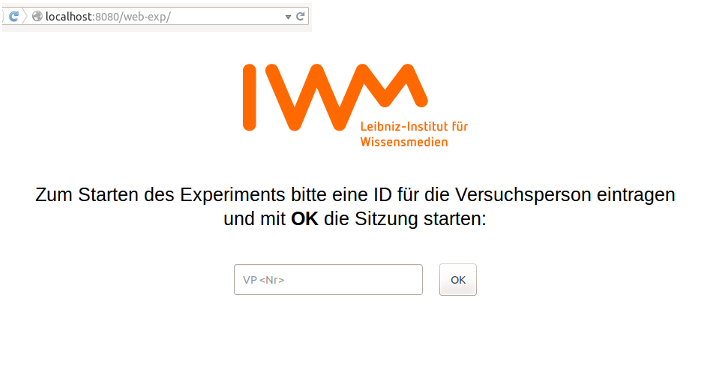 localhost:8080/web-exp/
IWM
Leibniz-Institut für
Wissensmedien
Zum Starten des Experiments bitte eine ID für die Versuchsperson eintragen
und mit OK die Sitzung starten:
VP <Nr> OK